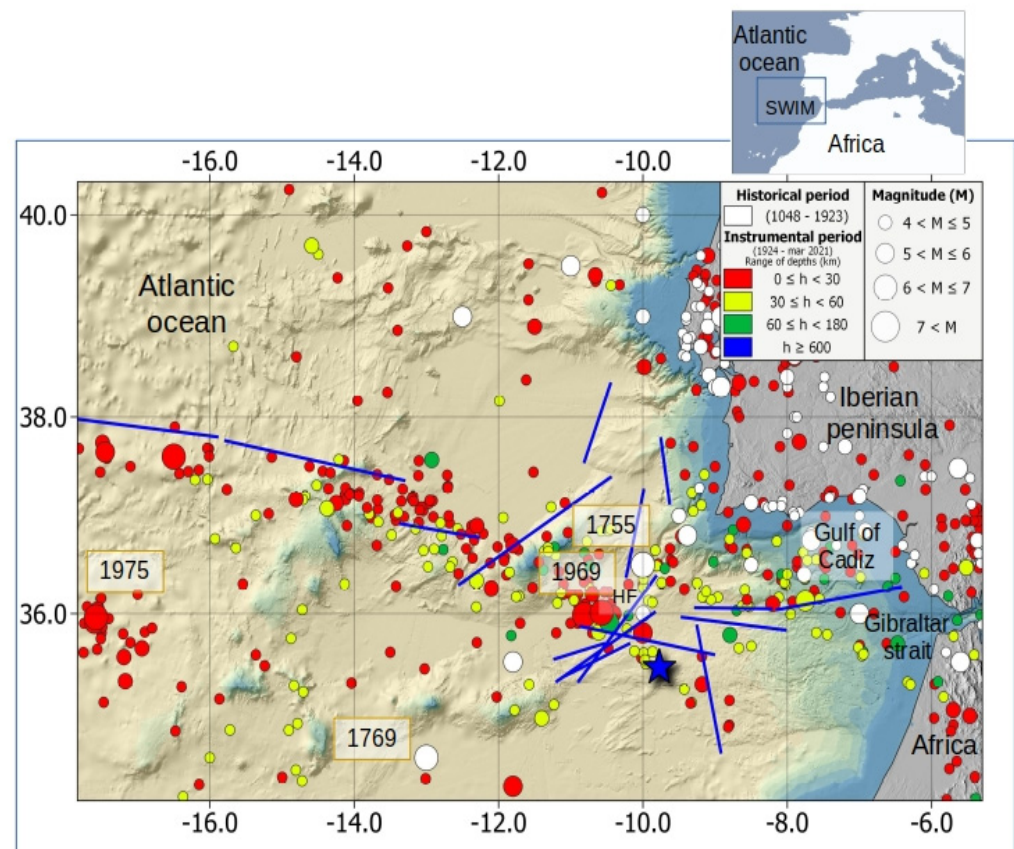 Atlantic
ocean
SWIM
Africa
-16.0 -14.0 -12.0 -10.0
Historical period
(1048 - 1923)
Instrumental period
(1924 - mar 2021)
Range of depths (km)
0 ≤ h < 30
30 ≤ h < 60
60 ≤ h < 180
h ≥ 600
Magnitude (M)
4 < M ≤ 5
5 < M ≤ 6
6 < M ≤ 7
7 < M
40.0
Atlantic
ocean
38.0
Iberian
peninsula
1755
Gulf of
Cadiz
1975
1969
HF
36.0
Gibraltar
strait
1769
Africa
-16.0 -14.0 -12.0 -10.0 -8.0 -6.0